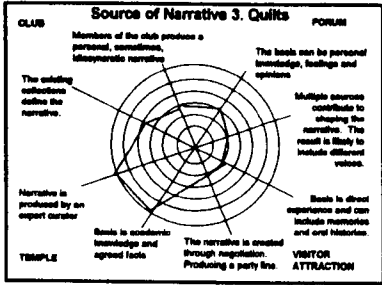 Source of Narrative 3. Quilts
CLUB
FORUM
Members of the club produce a
personal, sometimes,
idiosyncratic narrative
The basis can be personal
knowledge, feelings and
opinions
The existing
collections
define the
narrative.
Multiple sources
contribute to
shaping the
narrative. The
result is likely to
include different
voices.
Narrative is
produced by an
expert curator
Basis is direct
experience and can
include memories
and oral histories.
Basis is academic
knowledge and
agreed facts
The narrative is created
through negotiation.
Producing a party line.
TEMPLE
VISITOR
ATTRACTION